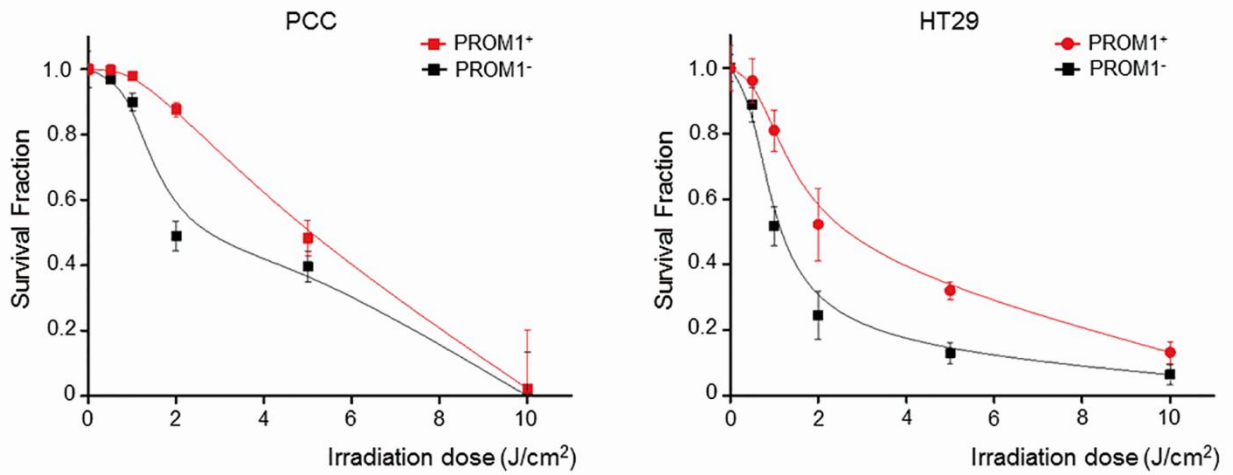 PCC
PROM1⁺
PROM1⁻
1.0
0.8
0.6
0.4
0.2
0
Survival Fraction
0 2 4 6 8 10
Irradiation dose (J/cm²)
HT29
PROM1⁺
PROM1⁻
1.0
0.8
0.6
0.4
0.2
0
Survival Fraction
0 2 4 6 8 10
Irradiation dose (J/cm²)